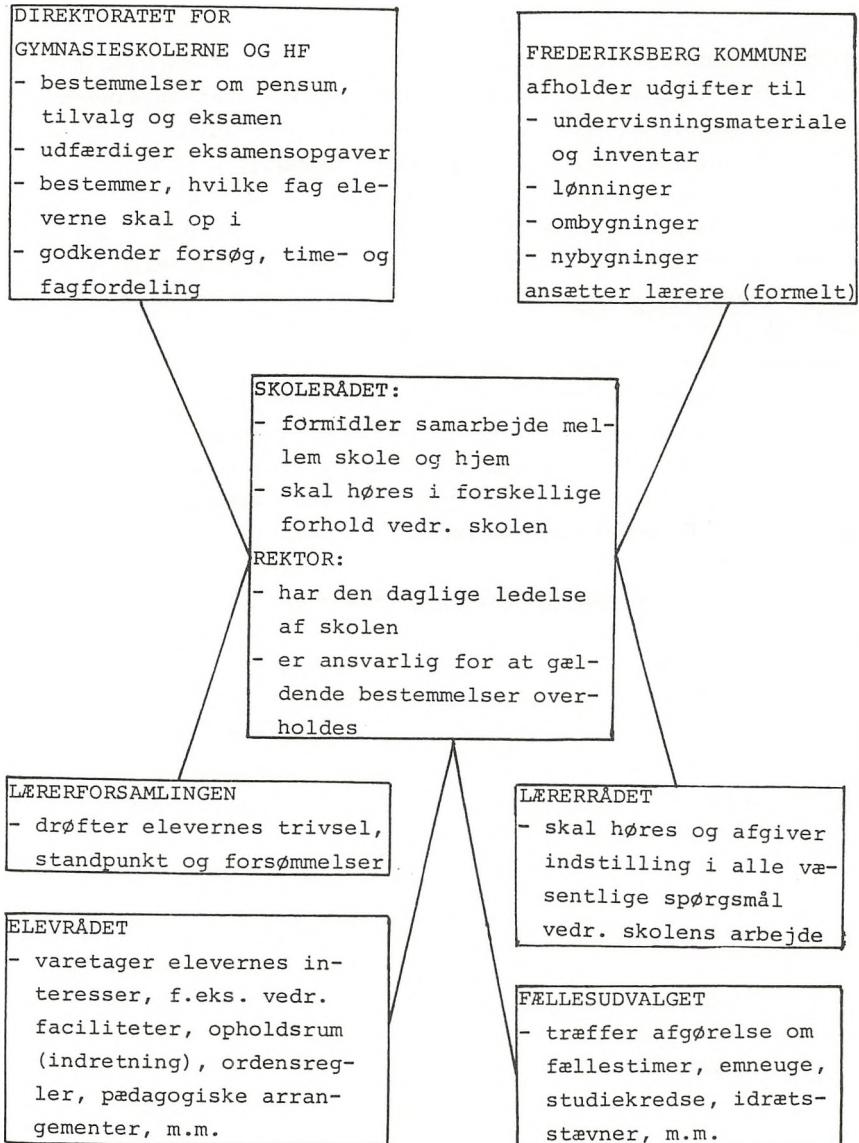 DIREKTORATET FOR
GYMNASIESKOLERNE OG HF
- bestemmelser om pensum,
tilvalg og eksamen
- udfærdiger eksamensopgaver
- bestemmer, hvilke fag ele-
verne skal op i
- godkender forsøg, time- og
fagfordeling
FREDERIKSBERG KOMMUNE
afholder udgifter til
- undervisningsmateriale
og inventar
- lønninger
- ombygninger
- nybygninger
ansætter lærere (formelt)
SKOLERÅDET:
- formidler samarbejde mel-
lem skole og hjem
- skal høres i forskellige
forhold vedr. skolen
REKTOR:
- har den daglige ledelse
af skolen
- er ansvarlig for at gæl-
dende bestemmelser over-
holdes
LÆRERFORSAMLINGEN
- drøfter elevernes trivsel,
standpunkt og forsømmelser
LÆRERRÅDET
- skal høres og afgiver
indstilling i alle væ-
sentlige spørgsmål
vedr. skolens arbejde
ELEVRÅDET
- varetager elevernes in-
teresser, f.eks. vedr.
faciliteter, opholdsrum
(indretning), ordensreg-
ler, pædagogiske arran-
gementer, m.m.
FÆLLESUDVALGET
- træffer afgørelse om
fællestimer, emneuge,
studiekredse, idræts-
stævner, m.m.